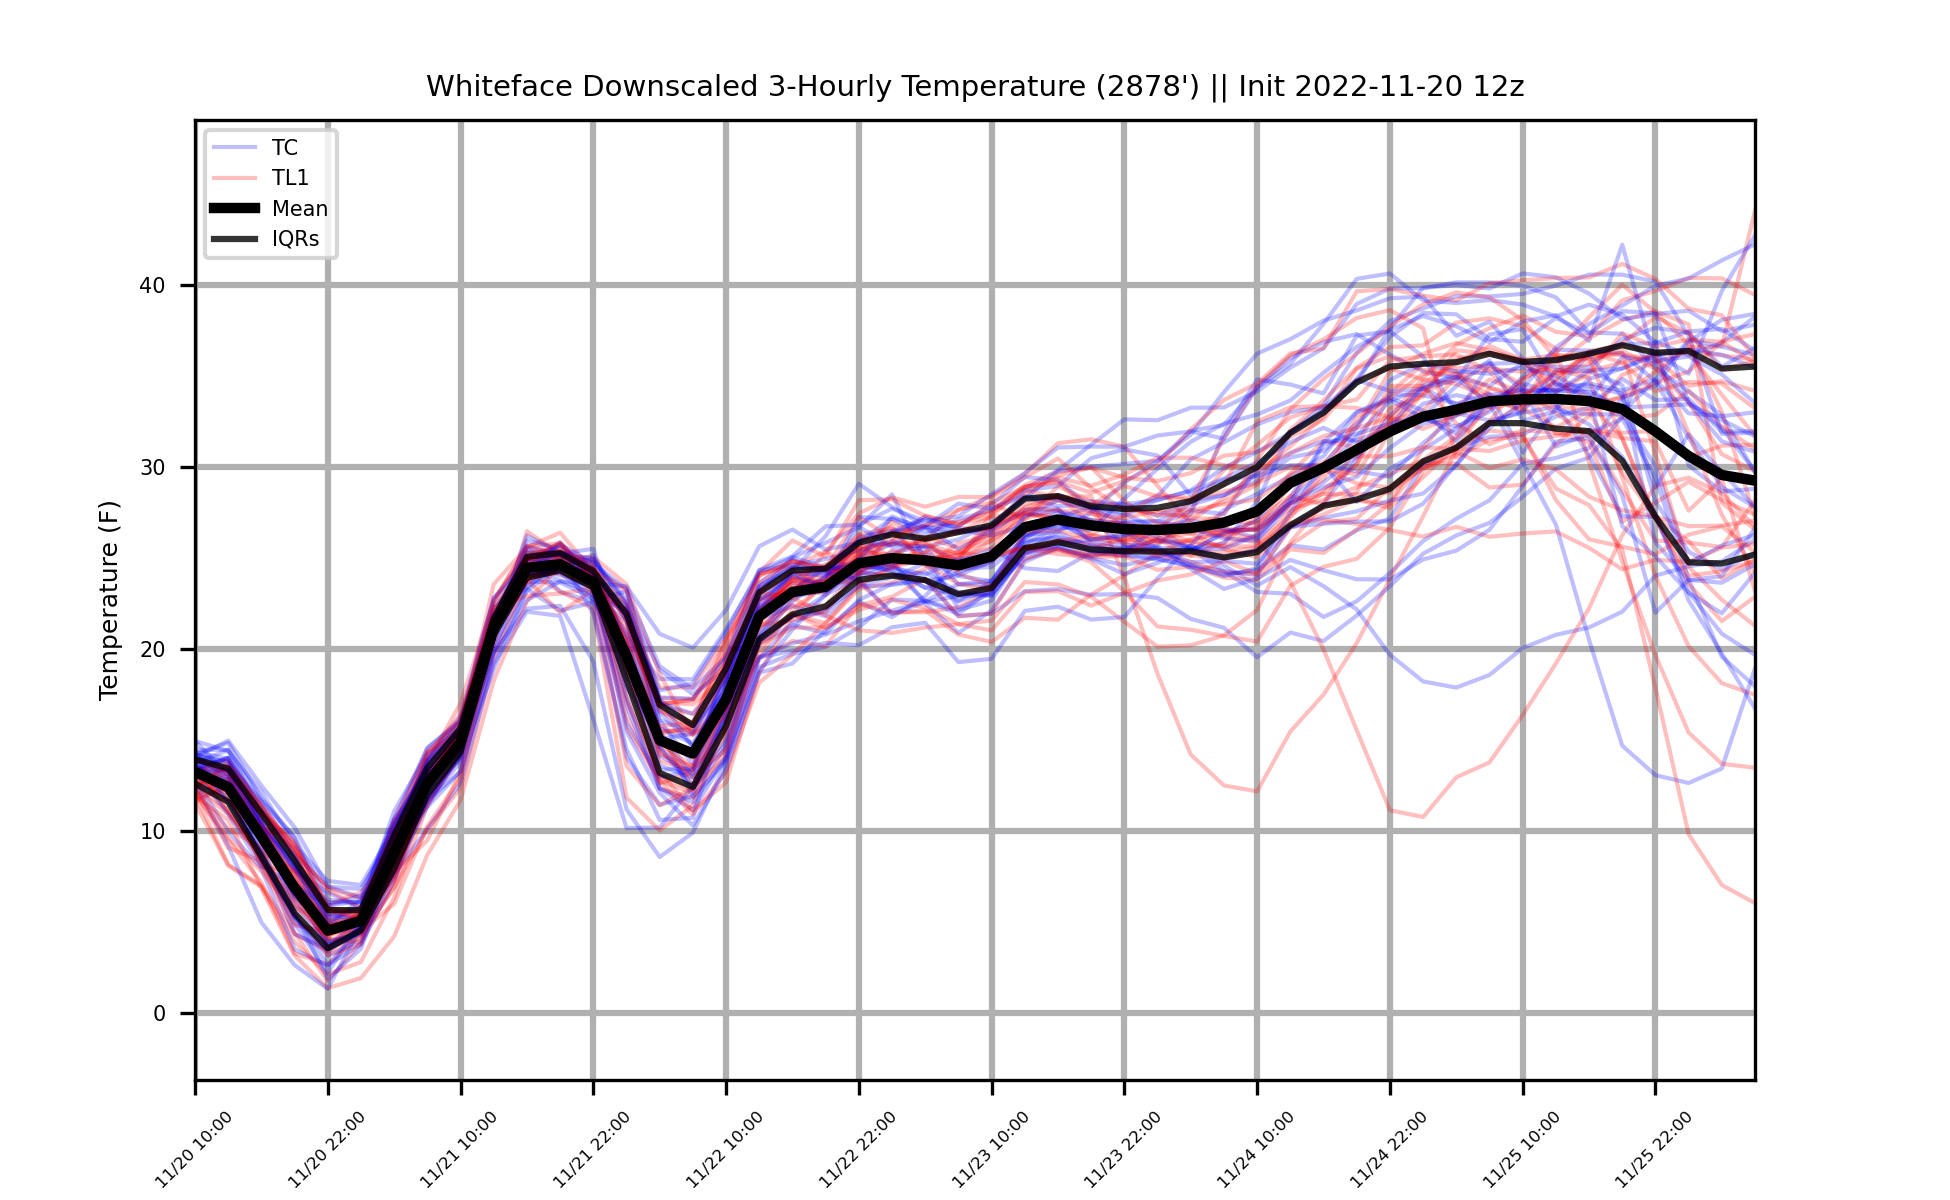 Whiteface Downscaled 3-Hourly Temperature (2878') || Init 2022-11-20 12z
TC
TL1
Mean
IQRs
Temperature (F)
40
30
20
10
0
11/20 10:00
11/20 22:00
11/21 10:00
11/21 22:00
11/22 10:00
11/22 22:00
11/23 10:00
11/23 22:00
11/24 10:00
11/24 22:00
11/25 10:00
11/25 22:00